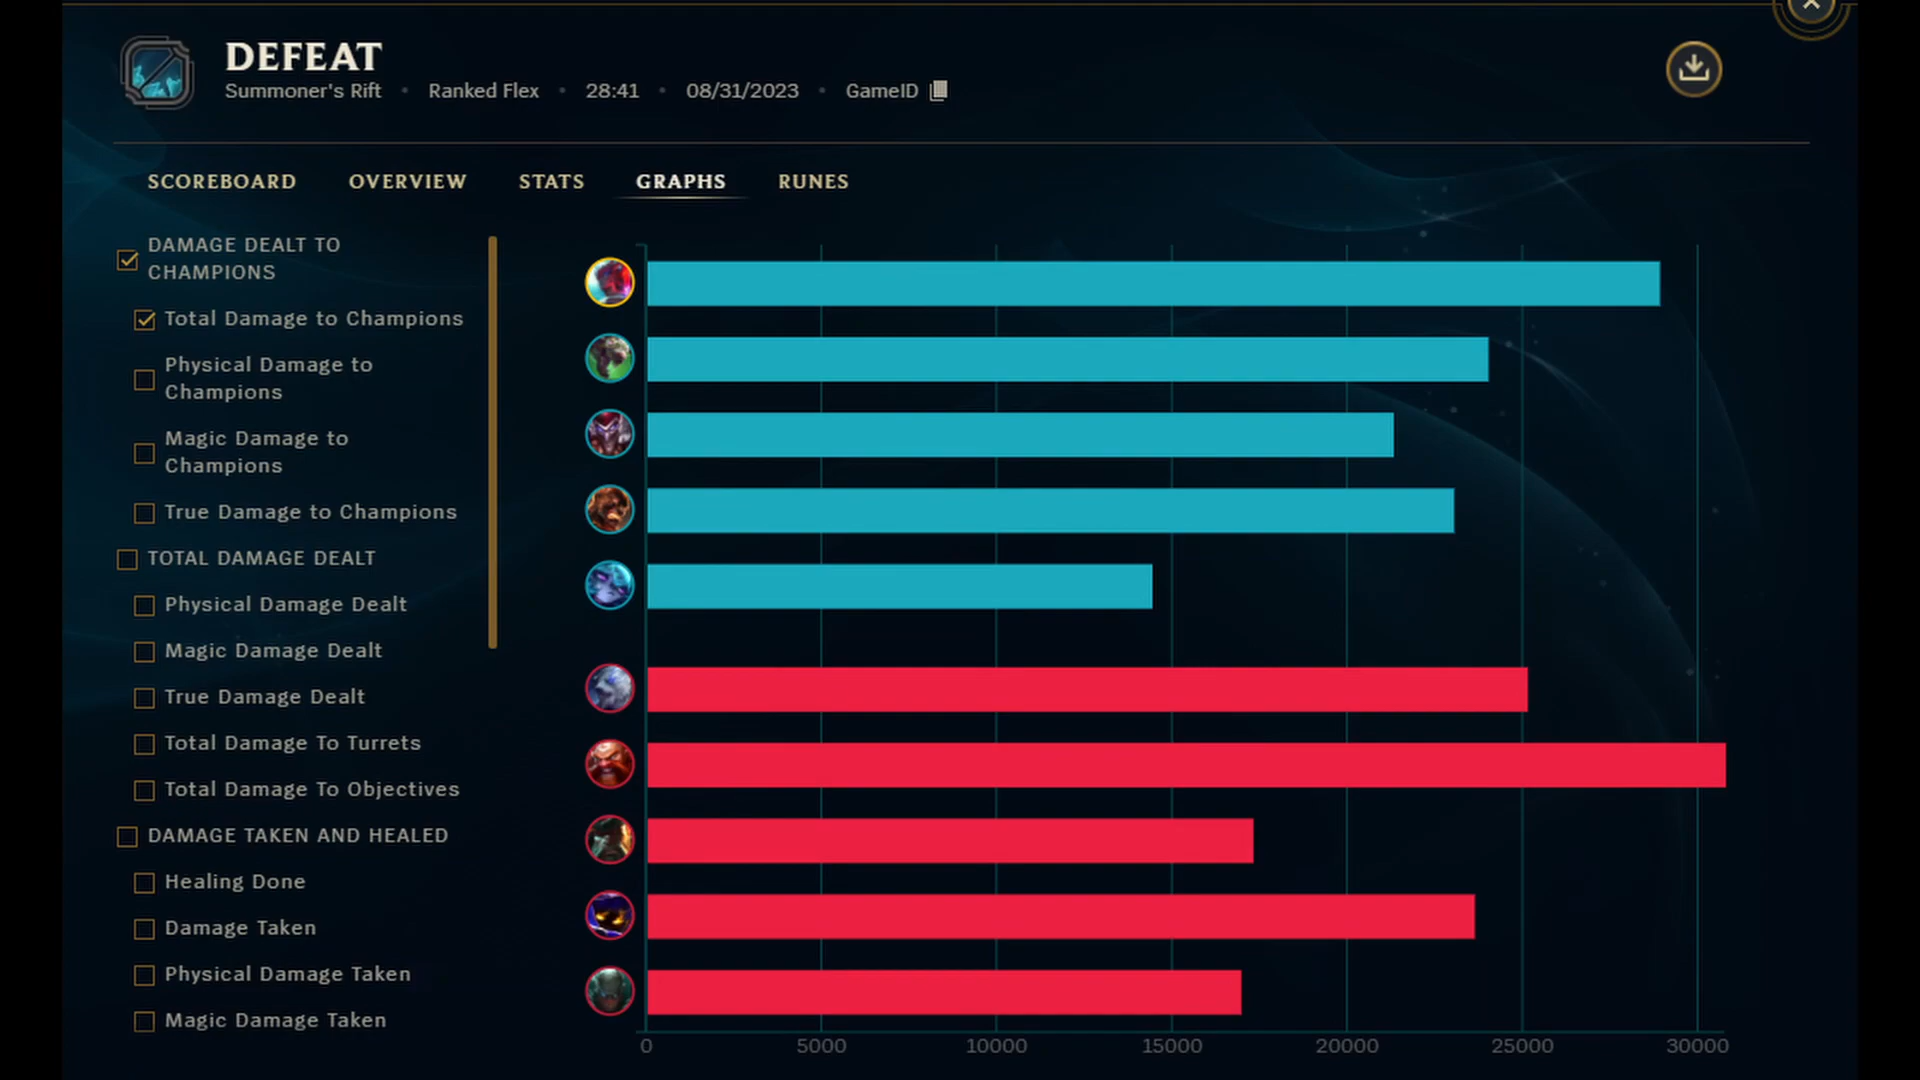 DEFEAT
Summoner's Rift • Ranked Flex • 28:41 • 08/31/2023 • GameID
SCOREBOARD OVERVIEW STATS GRAPHS RUNES
DAMAGE DEALT TO
CHAMPIONS
Total Damage to Champions
Physical Damage to
Champions
Magic Damage to
Champions
True Damage to Champions
TOTAL DAMAGE DEALT
Physical Damage Dealt
Magic Damage Dealt
True Damage Dealt
Total Damage To Turrets
Total Damage To Objectives
DAMAGE TAKEN AND HEALED
Healing Done
Damage Taken
Physical Damage Taken
Magic Damage Taken
0 5000 10000 15000 20000 25000 30000